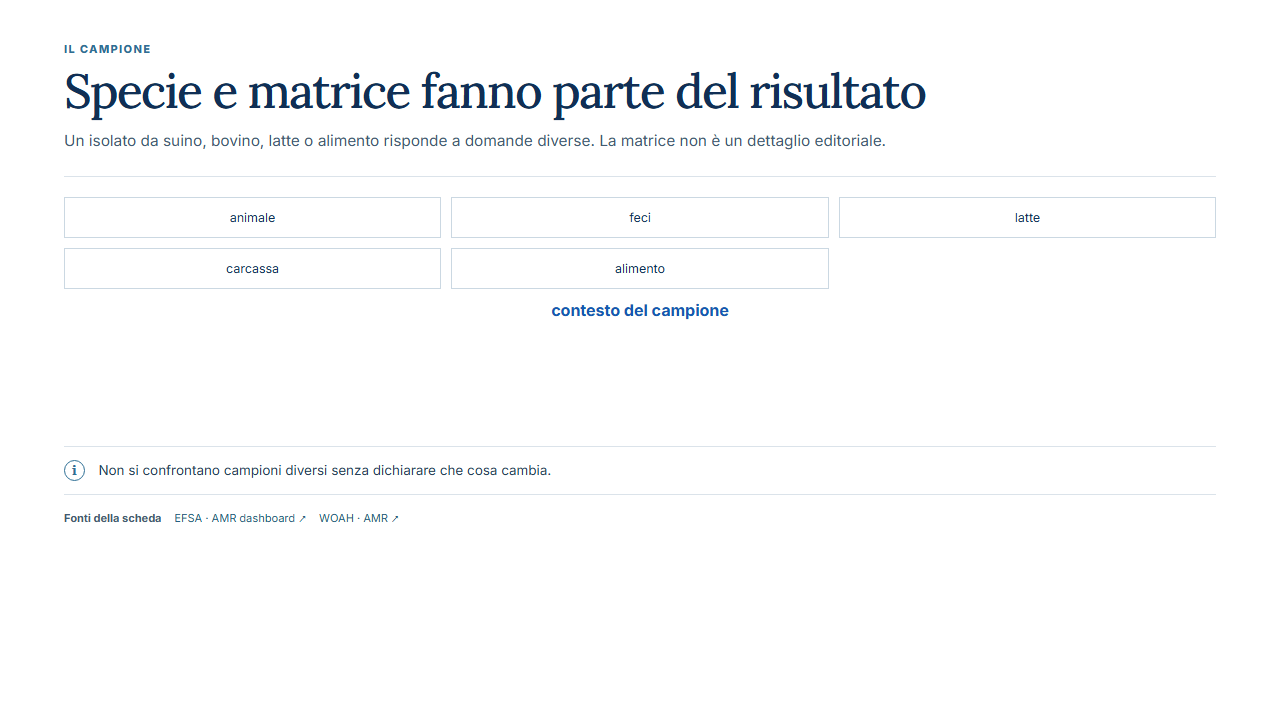 IL CAMPIONE
Specie e matrice fanno parte del risultato
Un isolato da suino, bovino, latte o alimento risponde a domande diverse. La matrice non è un dettaglio editoriale.
animale
feci
latte
carcassa
alimento
contesto del campione
i Non si confrontano campioni diversi senza dichiarare che cosa cambia.
Fonti della scheda EFSA · AMR dashboard ↗ WOAH · AMR ↗